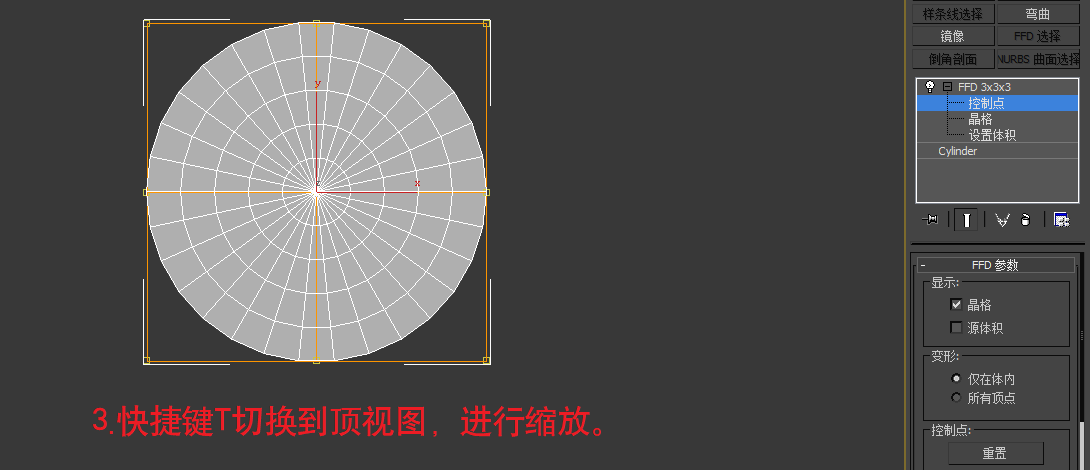 样条线选择 弯曲
镜像 FFD 选择
倒角剖面 NURBS 曲面选择
FFD 3x3x3
控制点
晶格
设置体积
Cylinder
y
x
- FFD 参数
显示:
晶格
源体积
变形:
仅在体内
所有顶点
控制点:
重置
3.快捷键T切换到顶视图，进行缩放。